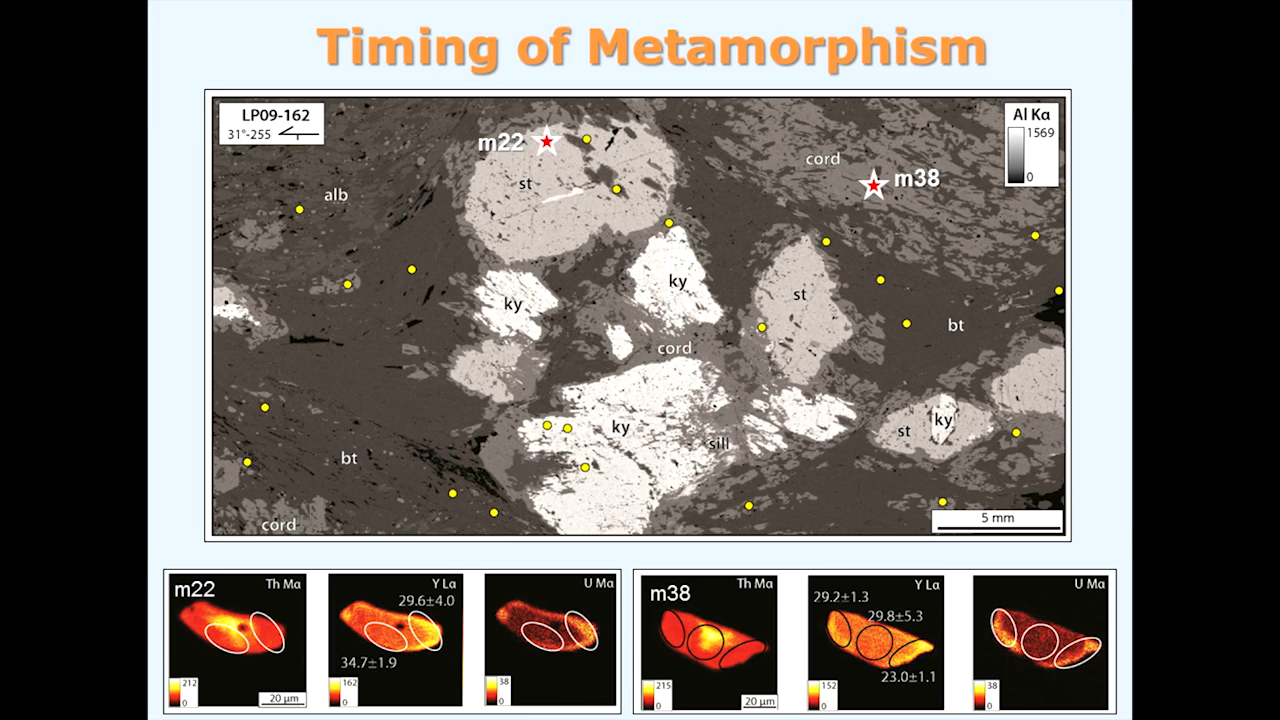 Timing of Metamorphism
LP09-162
31°-255
Al Kα
1569
0
m22
st
cord
m38
alb
ky
ky
st
bt
cord
ky
ky
st
sill
bt
cord
5 mm
m22
Th Mα
212
0
20 µm
Y Lα
29.6±4.0
34.7±1.9
162
0
U Mα
38
0
m38
Th Mα
215
0
20 µm
Y Lα
29.2±1.3
29.8±5.3
23.0±1.1
152
0
U Mα
38
0